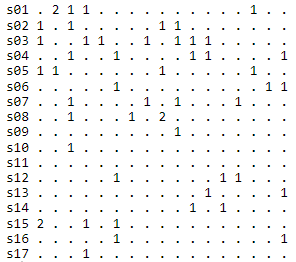 s01 . 2 1 1 . . . . . . . . . . 1 . .
s02 1 . 1 . . . . . 1 1 . . . . . . .
s03 1 . . 1 1 . . 1 . 1 1 1 . . . . .
s04 . . 1 . . 1 . . . . 1 1 . . . . 1
s05 1 1 . . . . . . 1 . . . . . 1 . .
s06 . . . . . 1 . . . . . . . . . 1 1
s07 . . 1 . . . . 1 . 1 . . . 1 . . .
s08 . . 1 . . . 1 . 2 . . . . . . . .
s09 . . . . . . . . . 1 . . . . . . .
s10 . . 1 . . . . . . . . . . . . . .
s11 . . . . . . . . . . . . . . . . .
s12 . . . . . 1 . . . . . . 1 1 . . .
s13 . . . . . . . . . . . 1 . . . . 1
s14 . . . . . . . . . . 1 . 1 . . . .
s15 2 . . 1 . 1 . . . . . . . . . . .
s16 . . . . . 1 . . . . . . . . . . 1
s17 . . . 1 . . . . . . . . . . . . .